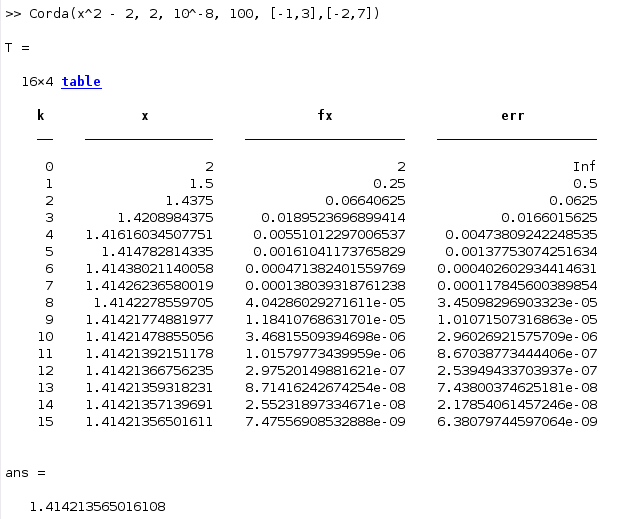 >> Corda(x^2 - 2, 2, 10^-8, 100, [-1,3],[-2,7])
T =
16×4 table
k x fx err
0 2 2 Inf
1 1.5 0.25 0.5
2 1.4375 0.06640625 0.0625
3 1.4208984375 0.0189523696899414 0.0166015625
4 1.41616034507751 0.00551012297006537 0.00473809242248535
5 1.414782814335 0.00161041173765829 0.00137753074251634
6 1.41438021140058 0.000471382401559769 0.000402602934414631
7 1.41426236580019 0.000138039318761238 0.000117845600389854
8 1.4142278559705 4.04286029271611e-05 3.45098296903323e-05
9 1.41421774881977 1.18410768631701e-05 1.01071507316863e-05
10 1.41421478855056 3.46815509394698e-06 2.96026921575709e-06
11 1.41421392151178 1.01579773439959e-06 8.67038773444406e-07
12 1.41421366756235 2.97520149881621e-07 2.53949433703937e-07
13 1.41421359318231 8.71416242674254e-08 7.43800374625181e-08
14 1.41421357139691 2.55231897334671e-08 2.17854061457246e-08
15 1.41421356501611 7.47556908532888e-09 6.38079744597064e-09
ans =
1.414213565016108